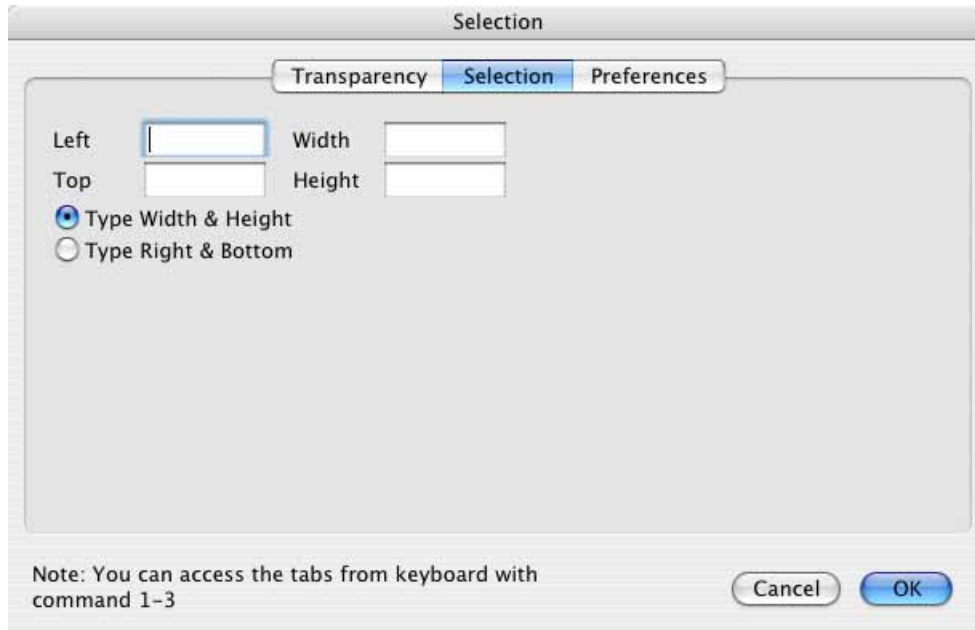 Selection
Transparency Selection Preferences
Left Width
Top Height
Type Width & Height
Type Right & Bottom
Note: You can access the tabs from keyboard with
command 1-3
Cancel OK